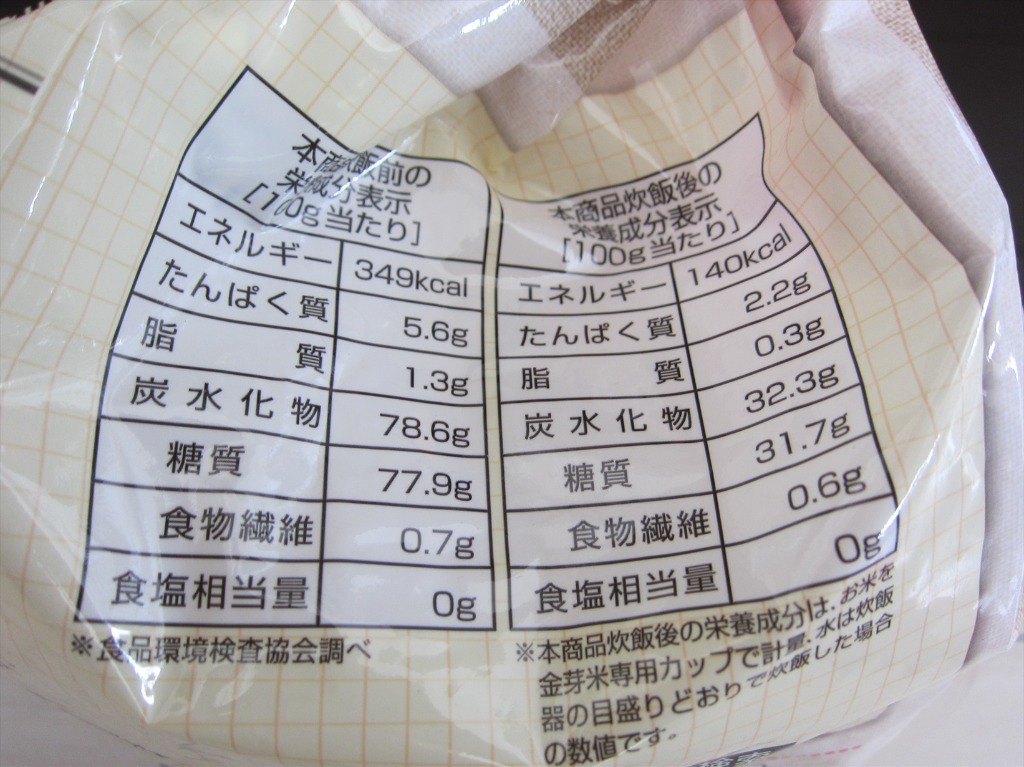 本商品炊飯前の
栄養成分表示
[100g当たり]
エネルギー 349kcal
たんぱく質 5.6g
脂質 1.3g
炭水化物 78.6g
糖質 77.9g
食物繊維 0.7g
食塩相当量 0g
※食品環境検査協会調べ
本商品炊飯後の
栄養成分表示
[100g当たり]
エネルギー 140kcal
たんぱく質 2.2g
脂質 0.3g
炭水化物 32.3g
糖質 31.7g
食物繊維 0.6g
食塩相当量 0g
※本商品炊飯後の栄養成分は、お米を
金芽米専用カップで計量、水は炊飯
器の目盛りどおりで炊飯した場合
の数値です。